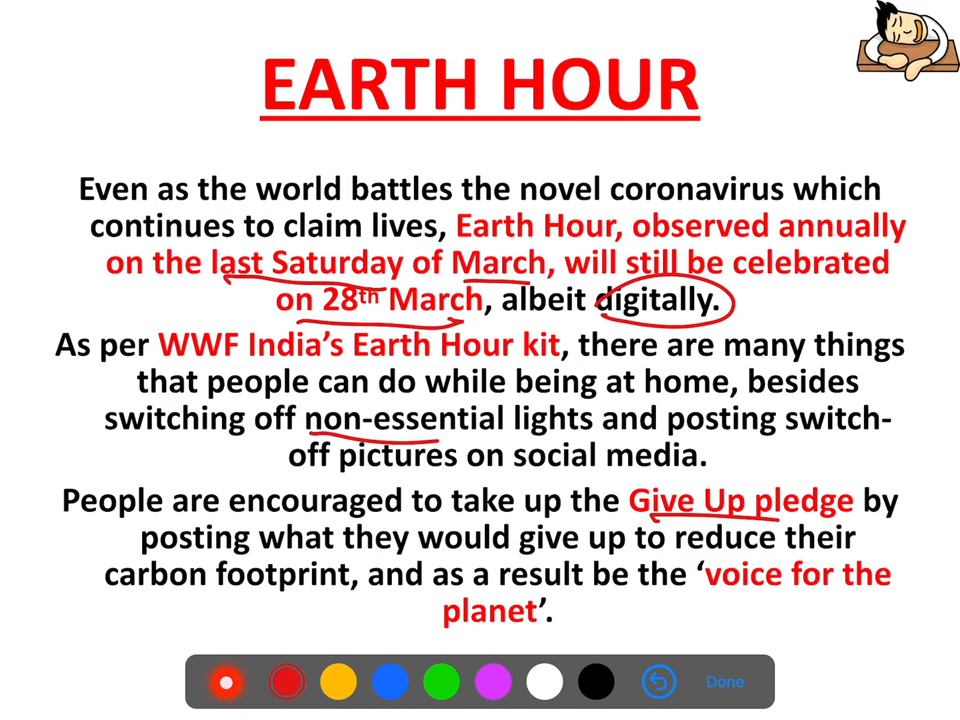 EARTH HOUR
Even as the world battles the novel coronavirus which
continues to claim lives, Earth Hour, observed annually
on the last Saturday of March, will still be celebrated
on 28th March, albeit digitally.
As per WWF India’s Earth Hour kit, there are many things
that people can do while being at home, besides
switching off non-essential lights and posting switch-
off pictures on social media.
People are encouraged to take up the Give Up pledge by
posting what they would give up to reduce their
carbon footprint, and as a result be the ‘voice for the
planet’.
Done